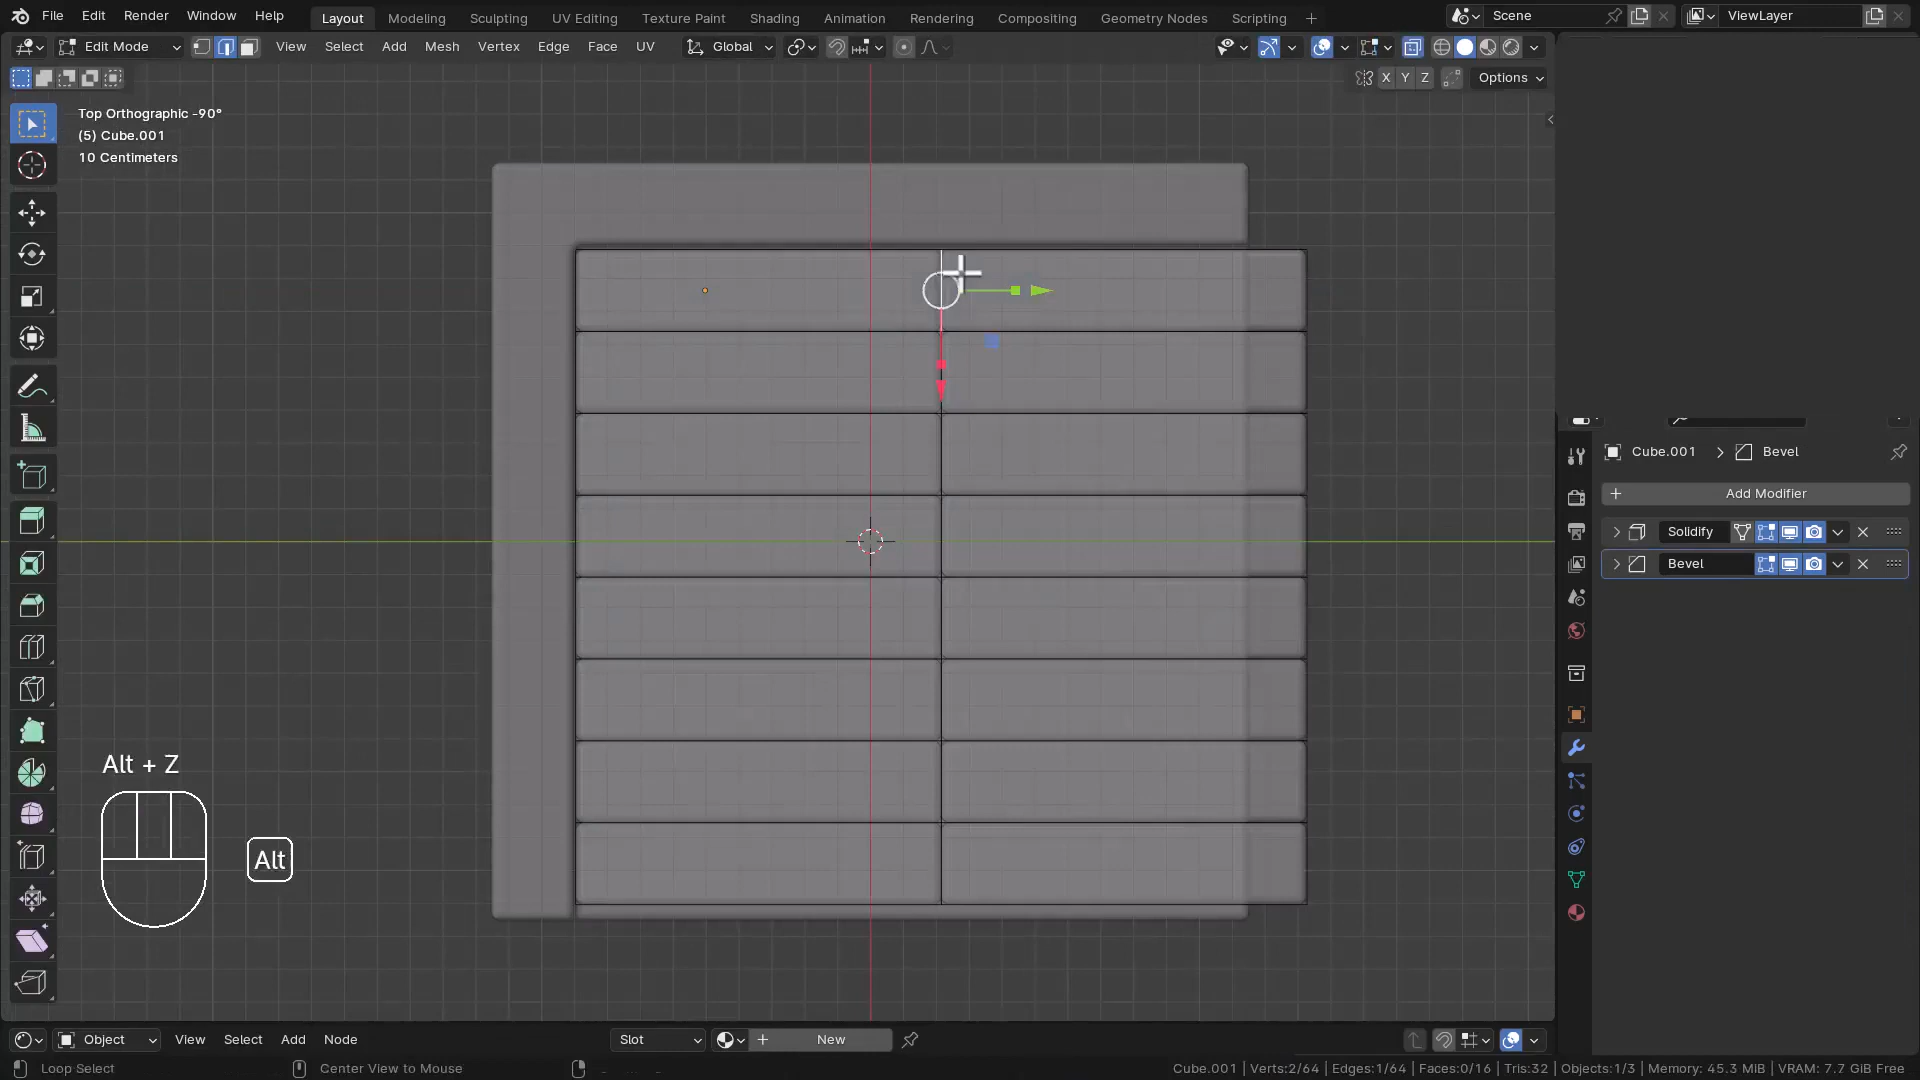 File Edit Render Window Help Layout Modeling Sculpting UV Editing Texture Paint Shading Animation Rendering Compositing Geometry Nodes Scripting + Scene ViewLayer
Edit Mode View Select Add Mesh Vertex Edge Face UV Global
X Y Z Options
Top Orthographic -90°
(5) Cube.001
10 Centimeters
Cube.001 > Bevel
+ Add Modifier
Solidify
Bevel
Alt + Z
Alt
Object View Select Add Node Slot + New
Loop Select Center View to Mouse Cube.001 | Verts:2/64 | Edges:1/64 | Faces:0/16 | Tris:32 | Objects:1/3 | Memory: 45.3 MiB | VRAM: 7.7 GiB Free